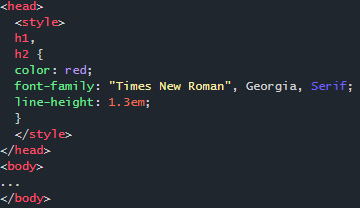 <head>
<style>
h1,
h2 {
color: red;
font-family: "Times New Roman", Georgia, Serif;
line-height: 1.3em;
}
</style>
</head>
<body>
...
</body>